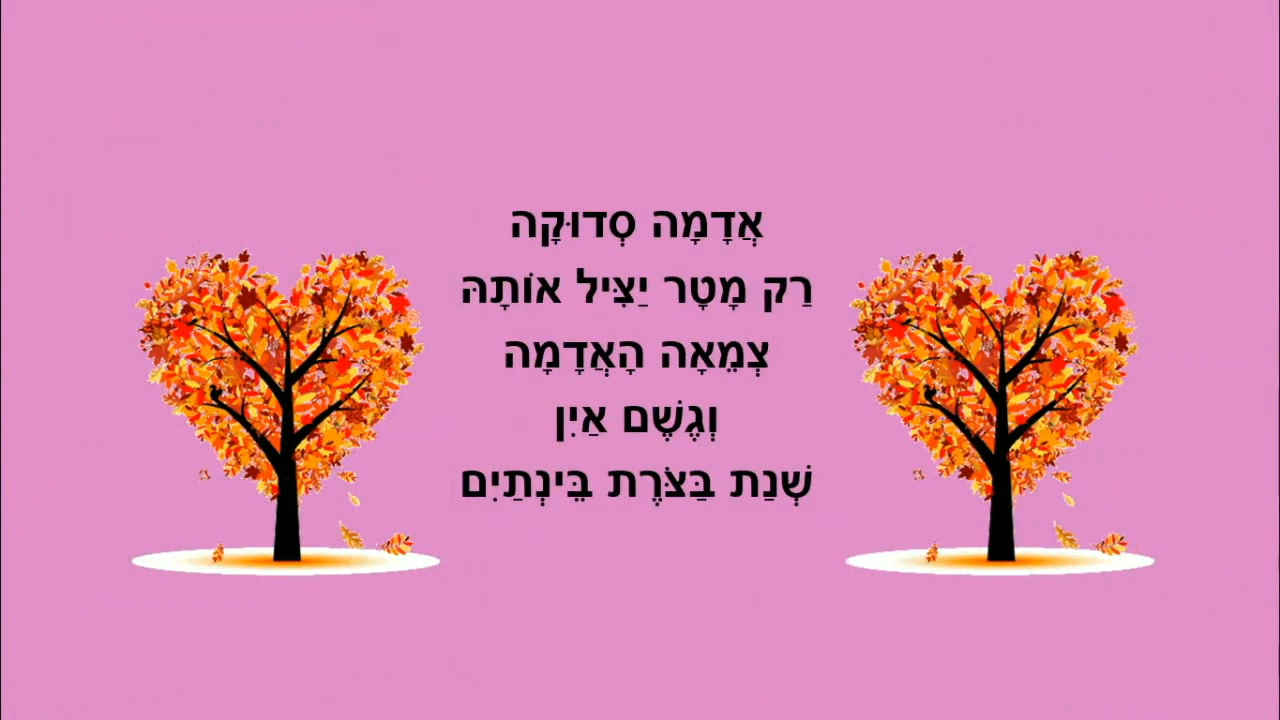 אֲדָמָה סְדוּקָה
רַק מָטָר יַצִּיל אוֹתָהּ
צְמֵאָה הָאֲדָמָה
וְגֶשֶׁם אַיִן
שְׁנַת בַּצֹּרֶת בֵּינְתַיִם